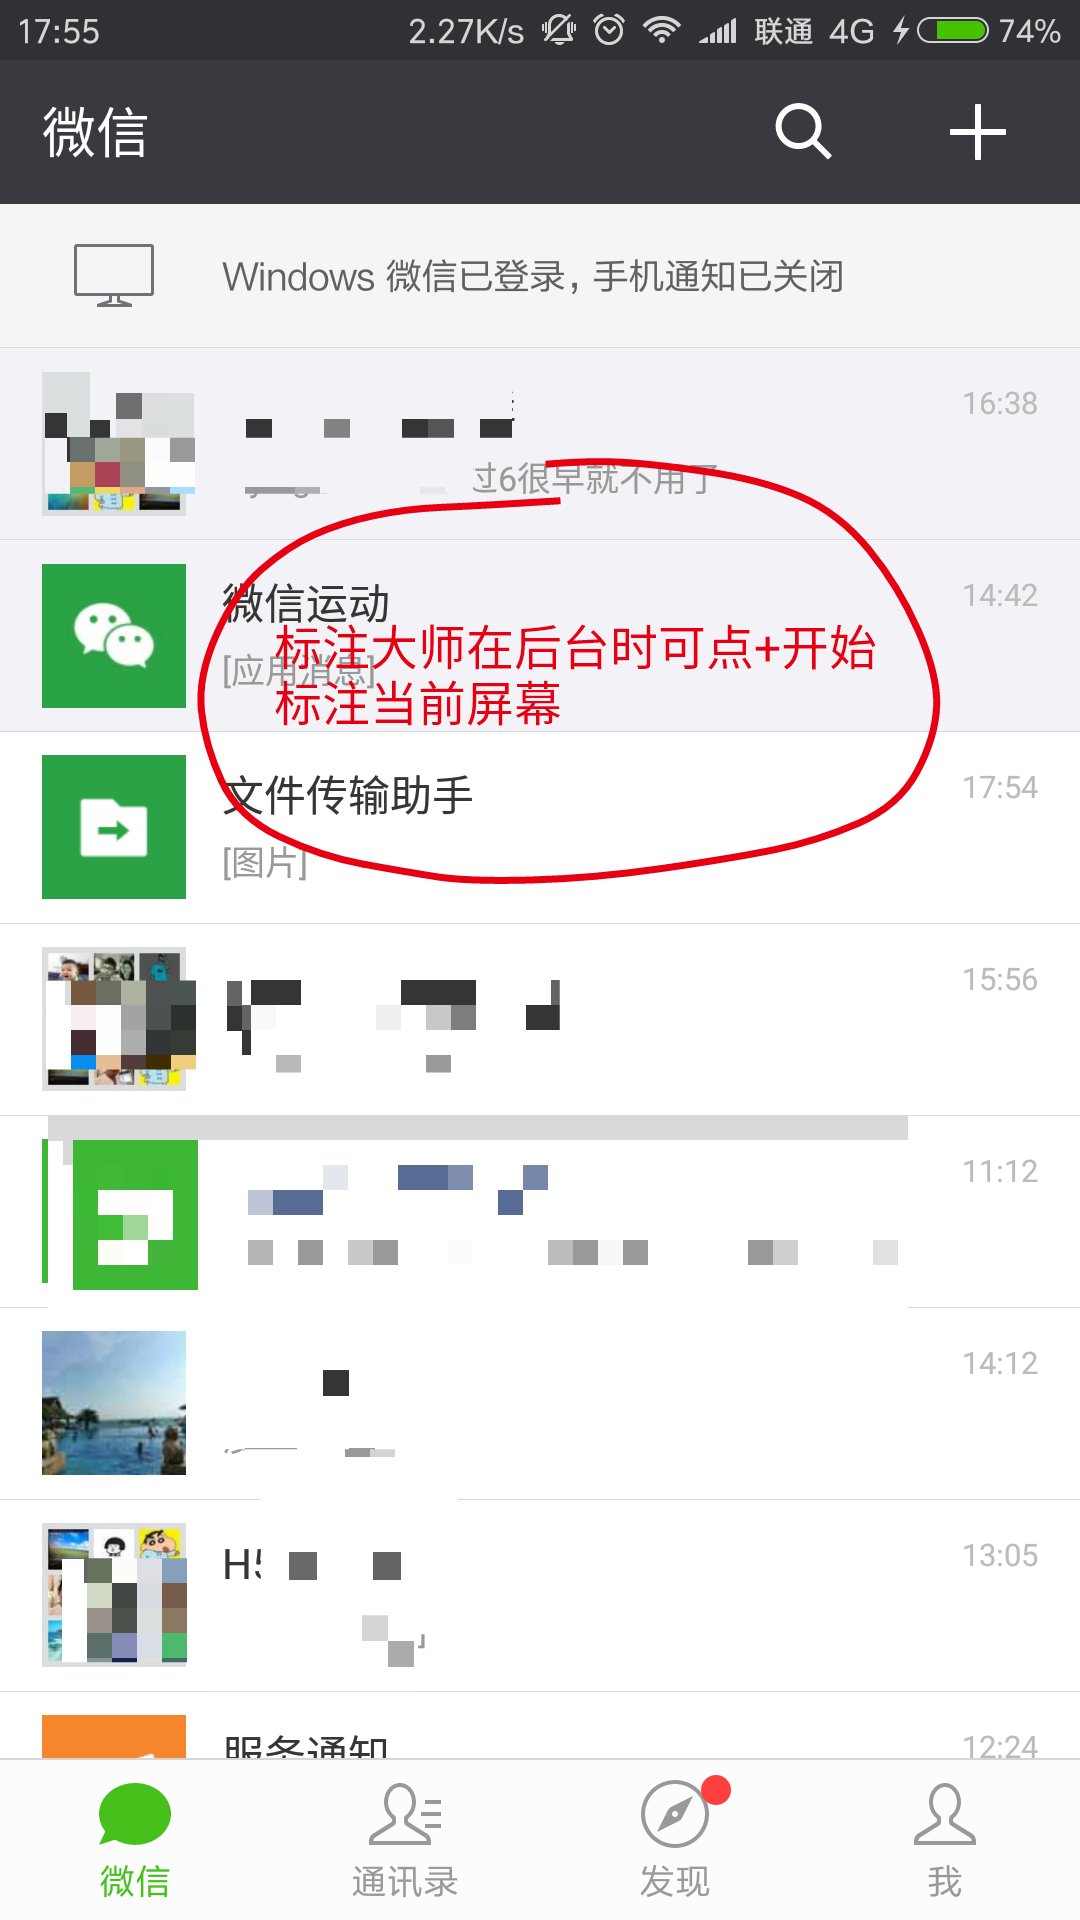 17:55 2.27K/s 联通 4G 74%
微信
Windows 微信已登录，手机通知已关闭
16:38
过6很早就不用了
微信运动 14:42
标注大师在后台时可点+开始
[应用消息]
标注当前屏幕
文件传输助手 17:54
[图片]
15:56
11:12
14:12
13:05
服务通知 12:24
微信 通讯录 发现 我